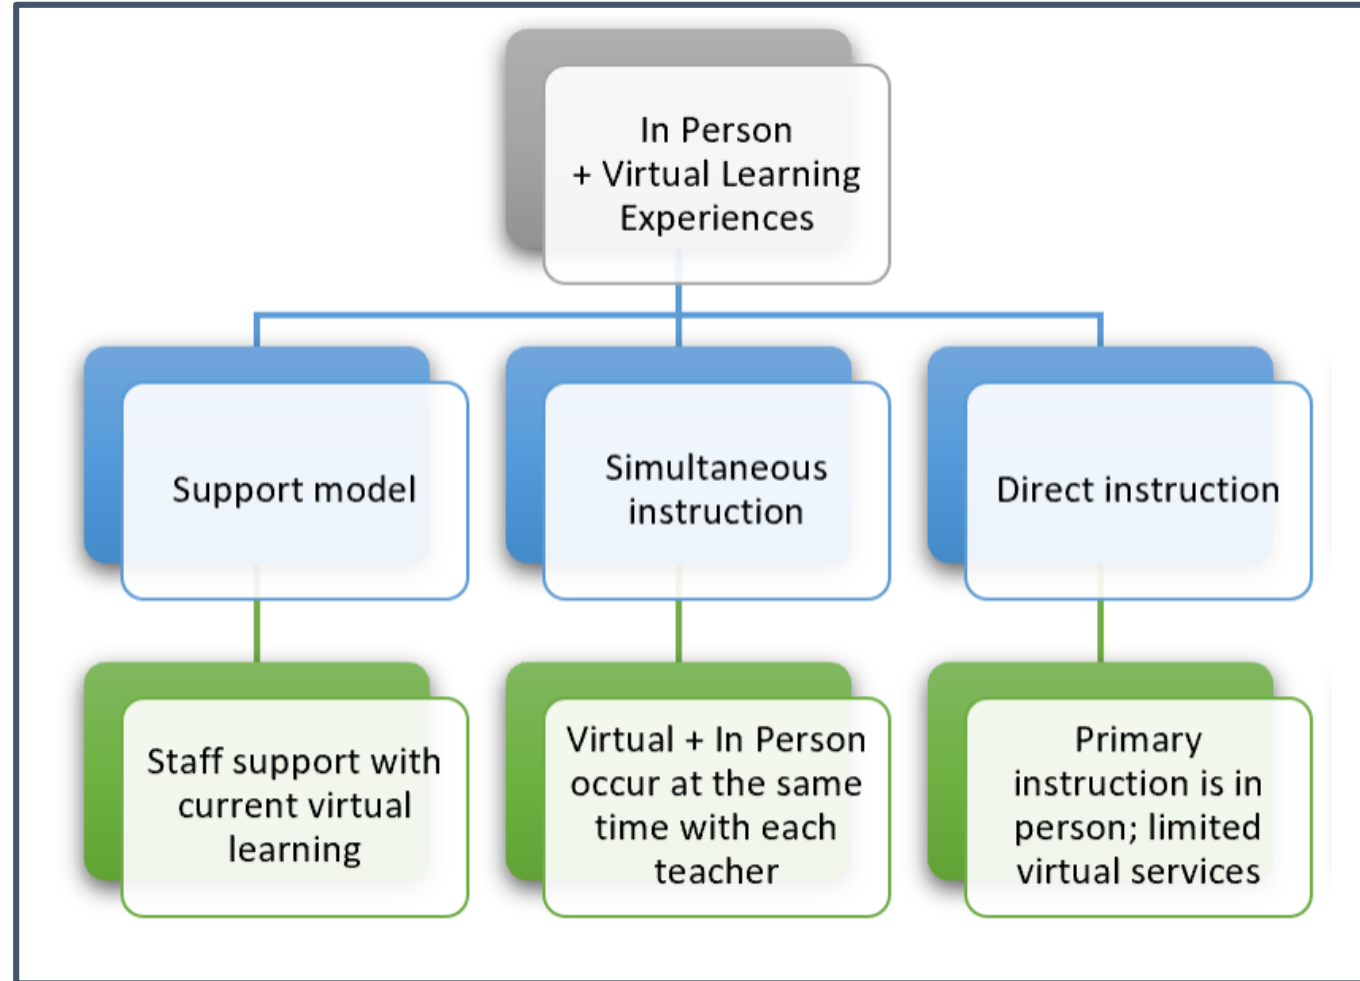 In Person
+ Virtual Learning
Experiences
Support model
Simultaneous
instruction
Direct instruction
Staff support with
current virtual
learning
Virtual + In Person
occur at the same
time with each
teacher
Primary
instruction is in
person; limited
virtual services